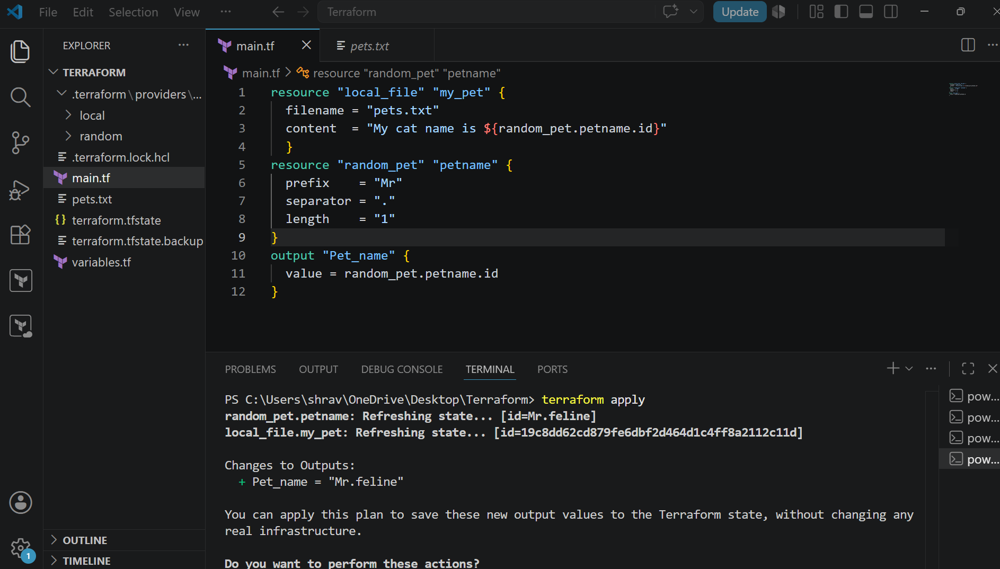 File Edit Selection View ... Terraform Update
EXPLORER ...
TERRAFORM
.terraform\providers\...
local
random
.terraform.lock.hcl
main.tf
pets.txt
terraform.tfstate
terraform.tfstate.backup
variables.tf
OUTLINE
TIMELINE
1
main.tf pets.txt
main.tf > resource "random_pet" "petname"
1 resource "local_file" "my_pet" {
2 filename = "pets.txt"
3 content = "My cat name is ${random_pet.petname.id}"
4 }
5 resource "random_pet" "petname" {
6 prefix = "Mr"
7 separator = "."
8 length = "1"
9 }
10 output "Pet_name" {
11 value = random_pet.petname.id
12 }
PROBLEMS OUTPUT DEBUG CONSOLE TERMINAL PORTS
PS C:\Users\shrav\OneDrive\Desktop\Terraform> terraform apply
random_pet.petname: Refreshing state... [id=Mr.feline]
local_file.my_pet: Refreshing state... [id=19c8dd62cd879fe6dbf2d464d1c4ff8a2112c11d]
Changes to Outputs:
+ Pet_name = "Mr.feline"
You can apply this plan to save these new output values to the Terraform state, without changing any
real infrastructure.
Do you want to perform these actions?
pow...
pow...
pow...
pow...